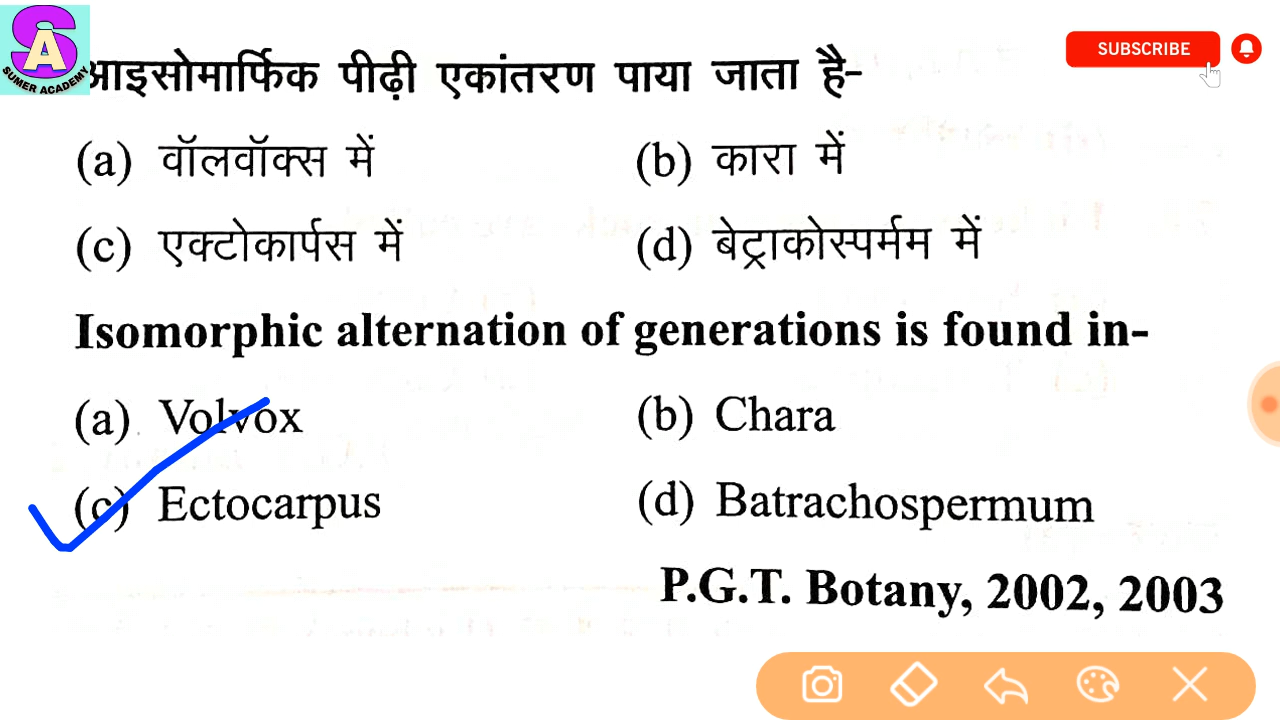 SA
SUMER ACADEMY
SUBSCRIBE
आइसोमार्फिक पीढ़ी एकांतरण पाया जाता है-
(a) वॉलवॉक्स में (b) कारा में
(c) एक्टोकार्पस में (d) बेट्राकोस्पर्मम में
Isomorphic alternation of generations is found in-
(a) Volvox (b) Chara
(c) Ectocarpus (d) Batrachospermum
P.G.T. Botany, 2002, 2003